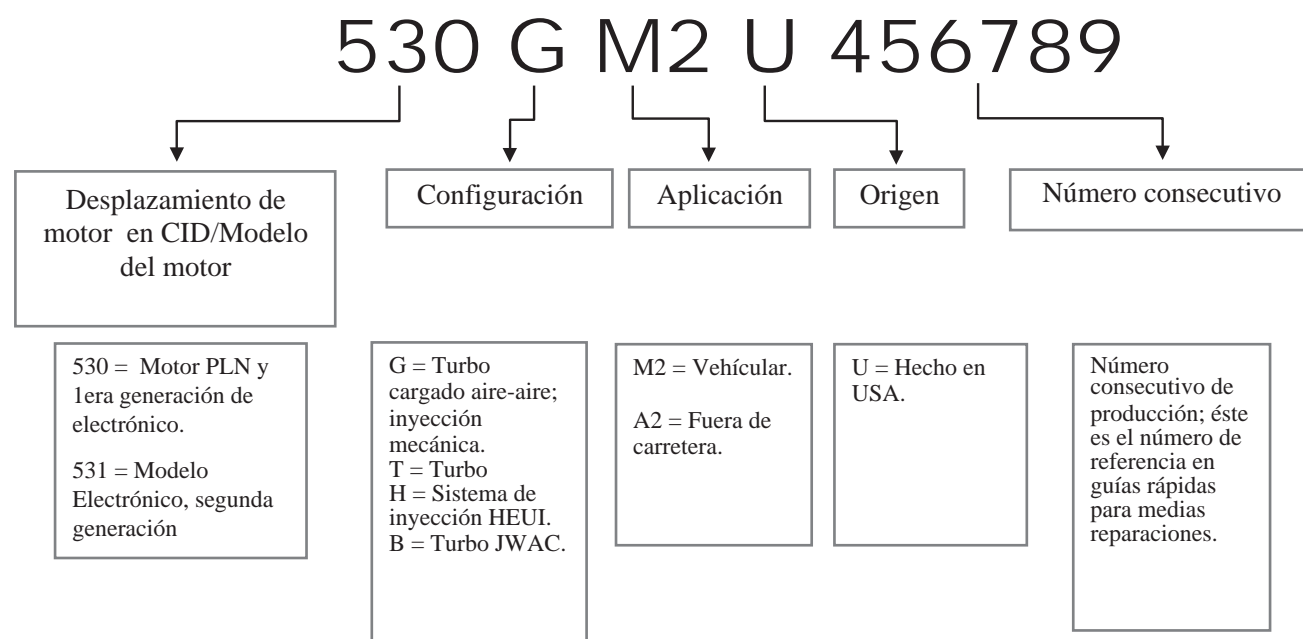 530 G M2 U 456789
Desplazamiento de
motor en CID/Modelo
del motor
Configuración
Aplicación
Origen
Número consecutivo
530 = Motor PLN y
1era generación de
electrónico.
531 = Modelo
Electrónico, segunda
generación
G = Turbo
cargado aire-aire;
inyección
mecánica.
T = Turbo
H = Sistema de
inyección HEUI.
B = Turbo JWAC.
M2 = Vehícular.
A2 = Fuera de
carretera.
U = Hecho en
USA.
Número
consecutivo de
producción; éste
es el número de
referencia en
guías rápidas
para medias
reparaciones.